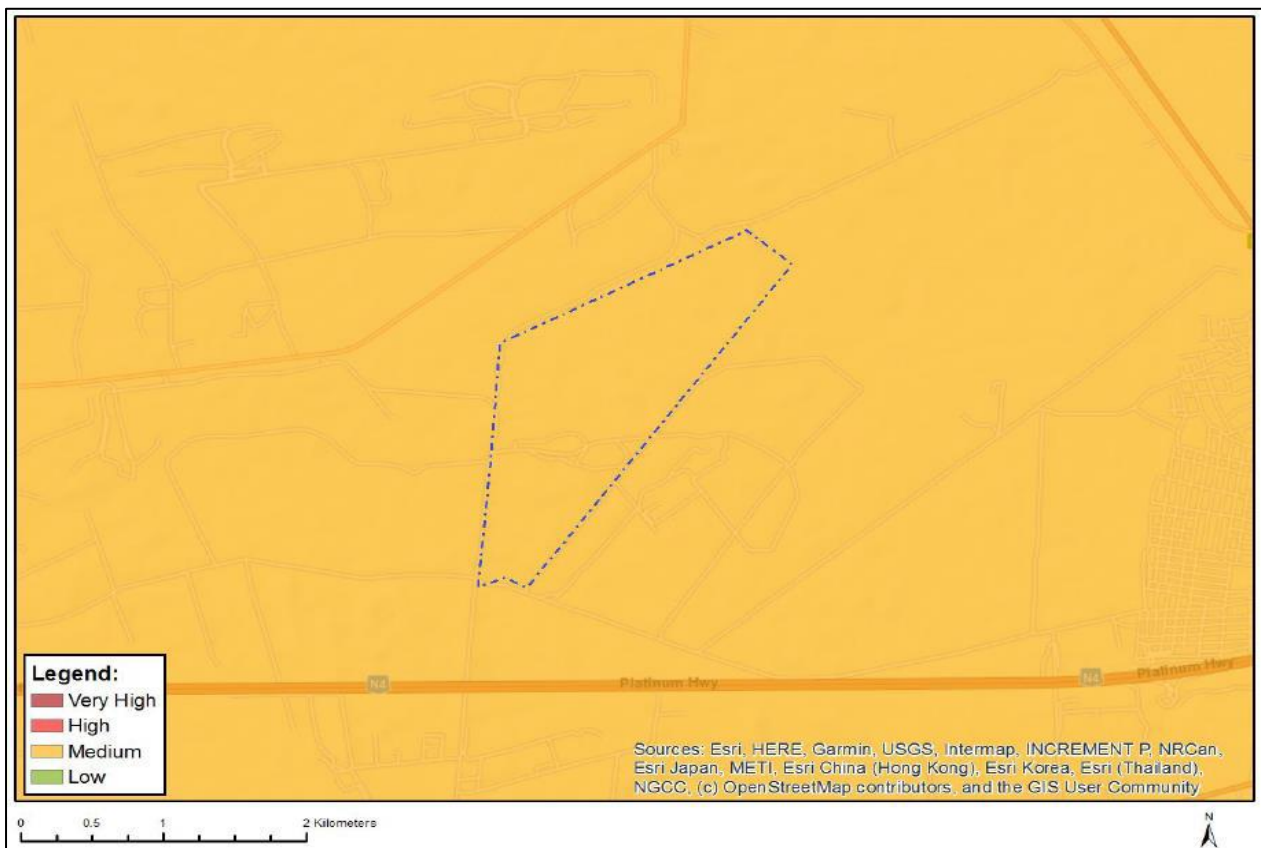 N4
Platinum Hwy
N4
Platinum Hwy
Legend:
Very High
High
Medium
Low
Sources: Esri, HERE, Garmin, USGS, Intermap, INCREMENT P, NRCan,
Esri Japan, METI, Esri China (Hong Kong), Esri Korea, Esri (Thailand),
NGCC, (c) OpenStreetMap contributors, and the GIS User Community
0 0.5 1 2 Kilometers
N